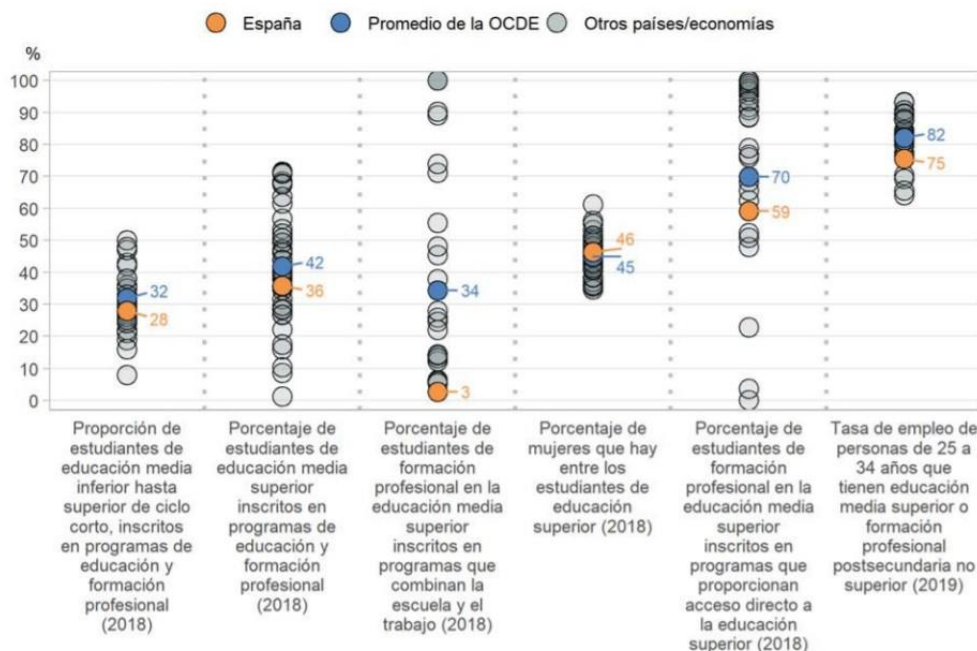 España
Promedio de la OCDE
Otros países/economías
%
100
90
80
70
60
50
40
30
20
10
0
32
28
42
36
34
3
46
45
70
59
82
75
Proporción de
estudiantes de
educación media
inferior hasta
superior de ciclo
corto, inscritos
en programas de
educación y
formación
profesional
(2018)
Porcentaje de
estudiantes de
educación media
superior
inscritos en
programas de
educación y
formación
profesional
(2018)
Porcentaje de
estudiantes de
formación
profesional en la
educación media
superior
inscritos en
programas que
combinan la
escuela y el
trabajo (2018)
Porcentaje de
mujeres que hay
entre los
estudiantes de
educación
superior (2018)
Porcentaje de
estudiantes de
formación
profesional en la
educación media
superior
inscritos en
programas que
proporcionan
acceso directo a
la educación
superior (2018)
Tasa de empleo de
personas de 25 a
34 años que
tienen educación
media superior o
formación
profesional
postsecundaria no
superior (2019)